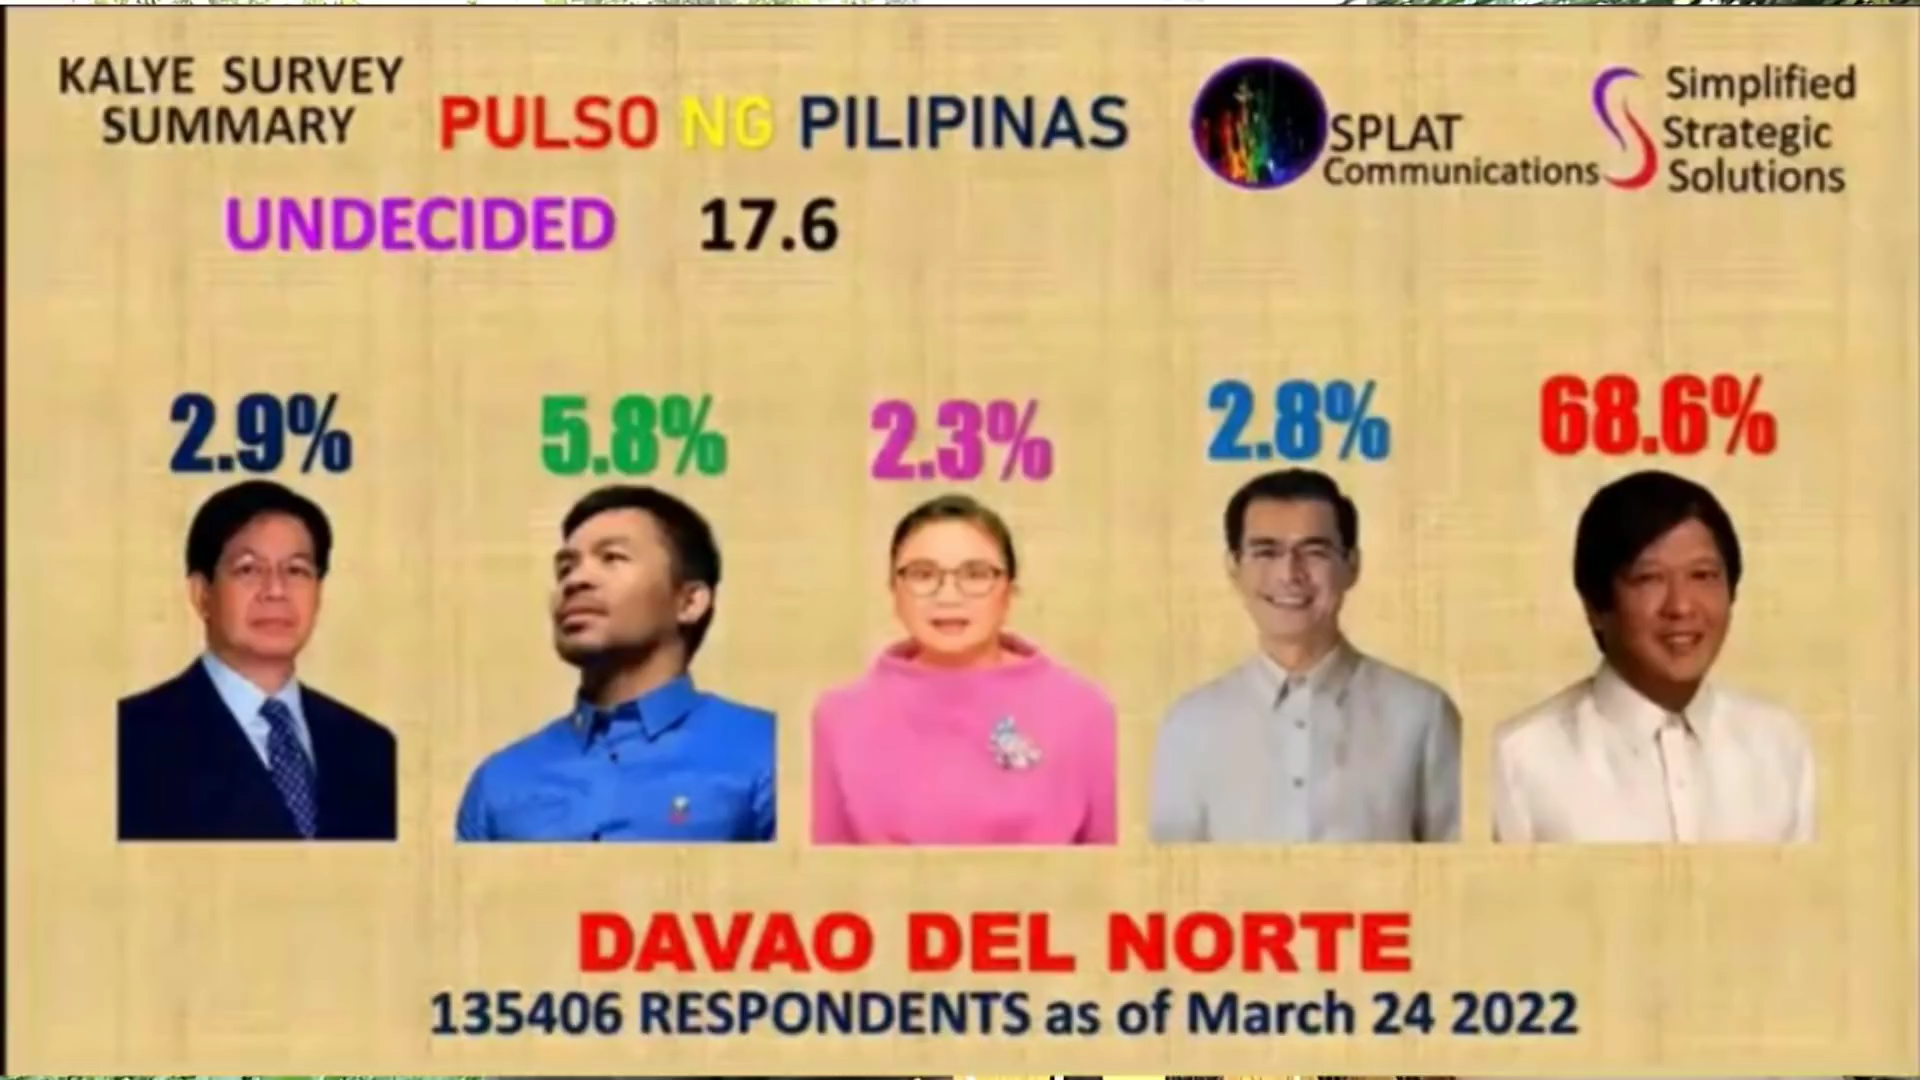 KALYE SURVEY
SUMMARY
PULSO NG PILIPINAS
SPLAT
Communications
Simplified
Strategic
Solutions
UNDECIDED 17.6
2.9%
5.8%
2.3%
2.8%
68.6%
DAVAO DEL NORTE
135406 RESPONDENTS as of March 24 2022